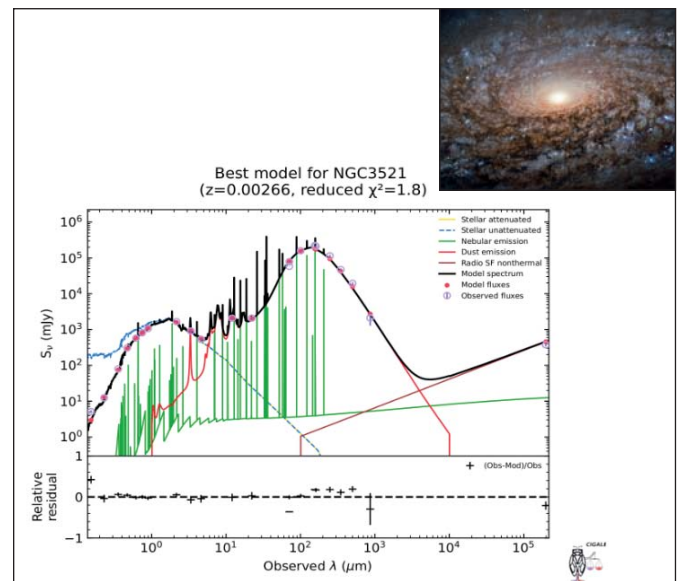 Best model for NGC3521
(z=0.00266, reduced χ²=1.8)
Stellar attenuated
Stellar unattenuated
Nebular emission
Dust emission
Radio SF nonthermal
Model spectrum
Model fluxes
Observed fluxes
10⁶
10⁵
10⁴
10³
10²
10¹
10⁰
Sᵥ (mJy)
1
0
−1
Relative
residual
(Obs-Mod)/Obs
10⁰ 10¹ 10² 10³ 10⁴ 10⁵
Observed λ (μm)
CIGALE